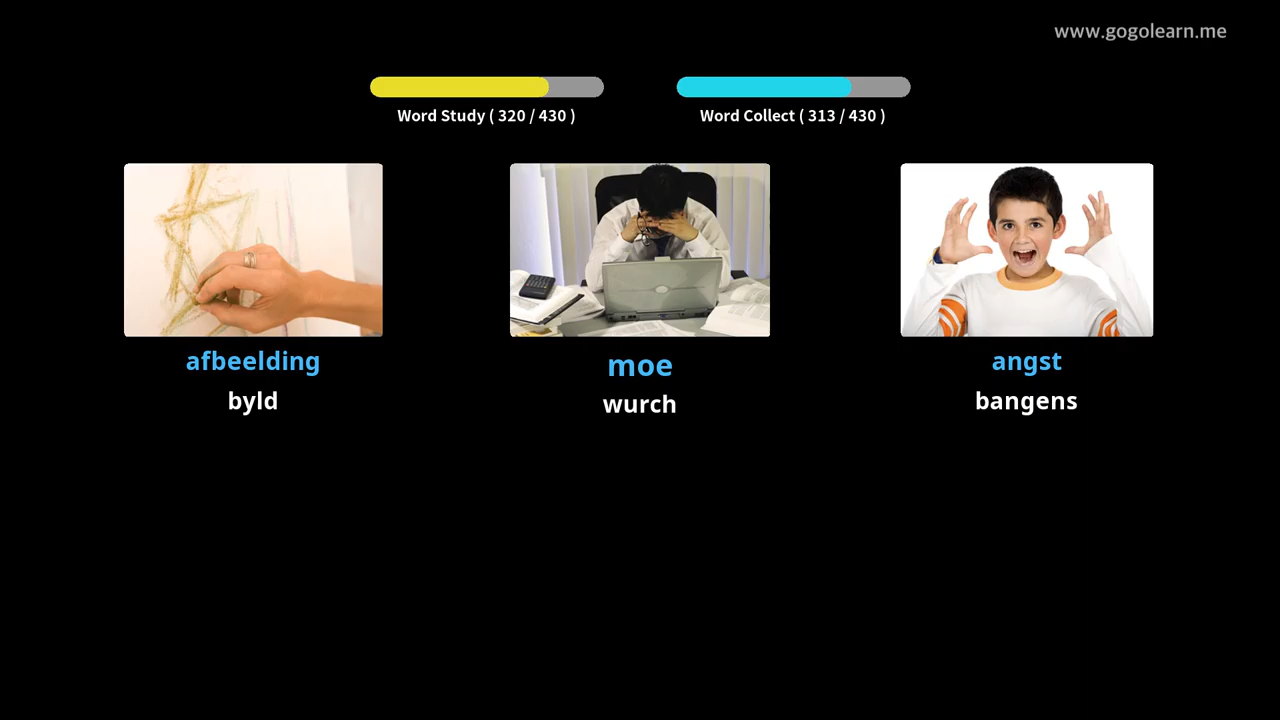 www.gogolearn.me
Word Study ( 320 / 430 )
Word Collect ( 313 / 430 )
afbeelding
byld
moe
wurch
angst
bangens